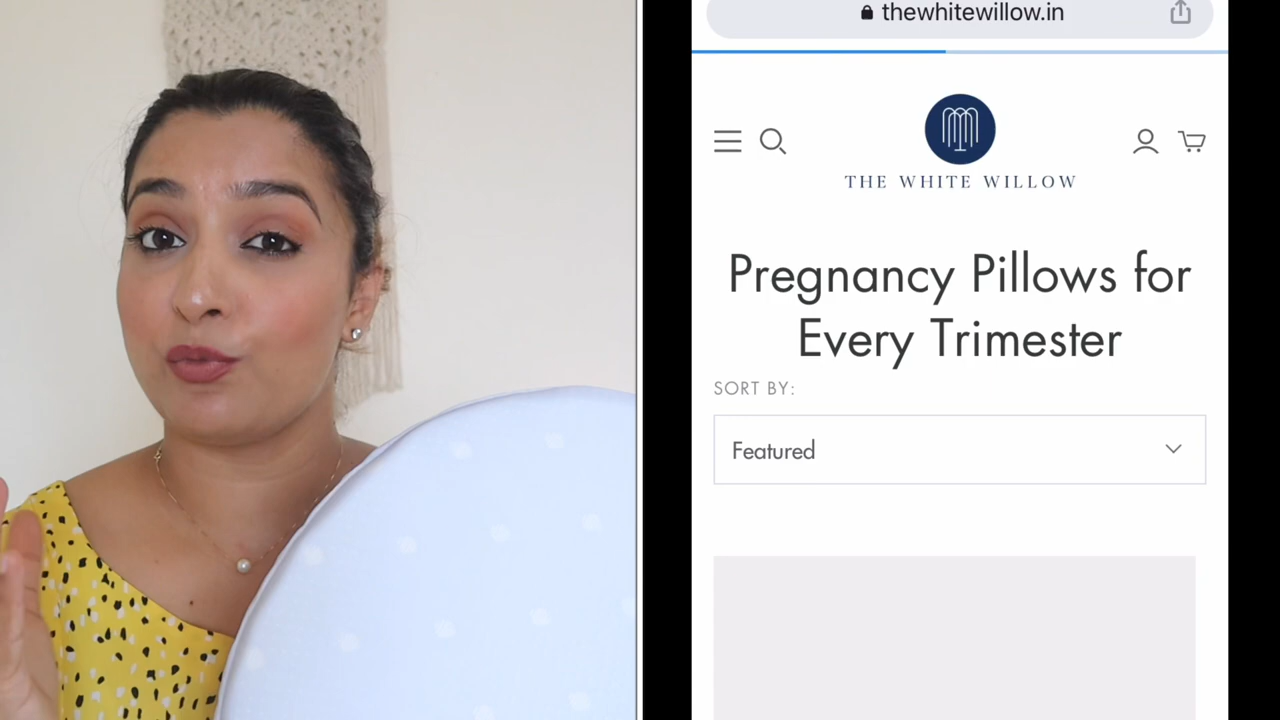 thewhitewillow.in
THE WHITE WILLOW
Pregnancy Pillows for
Every Trimester
SORT BY:
Featured